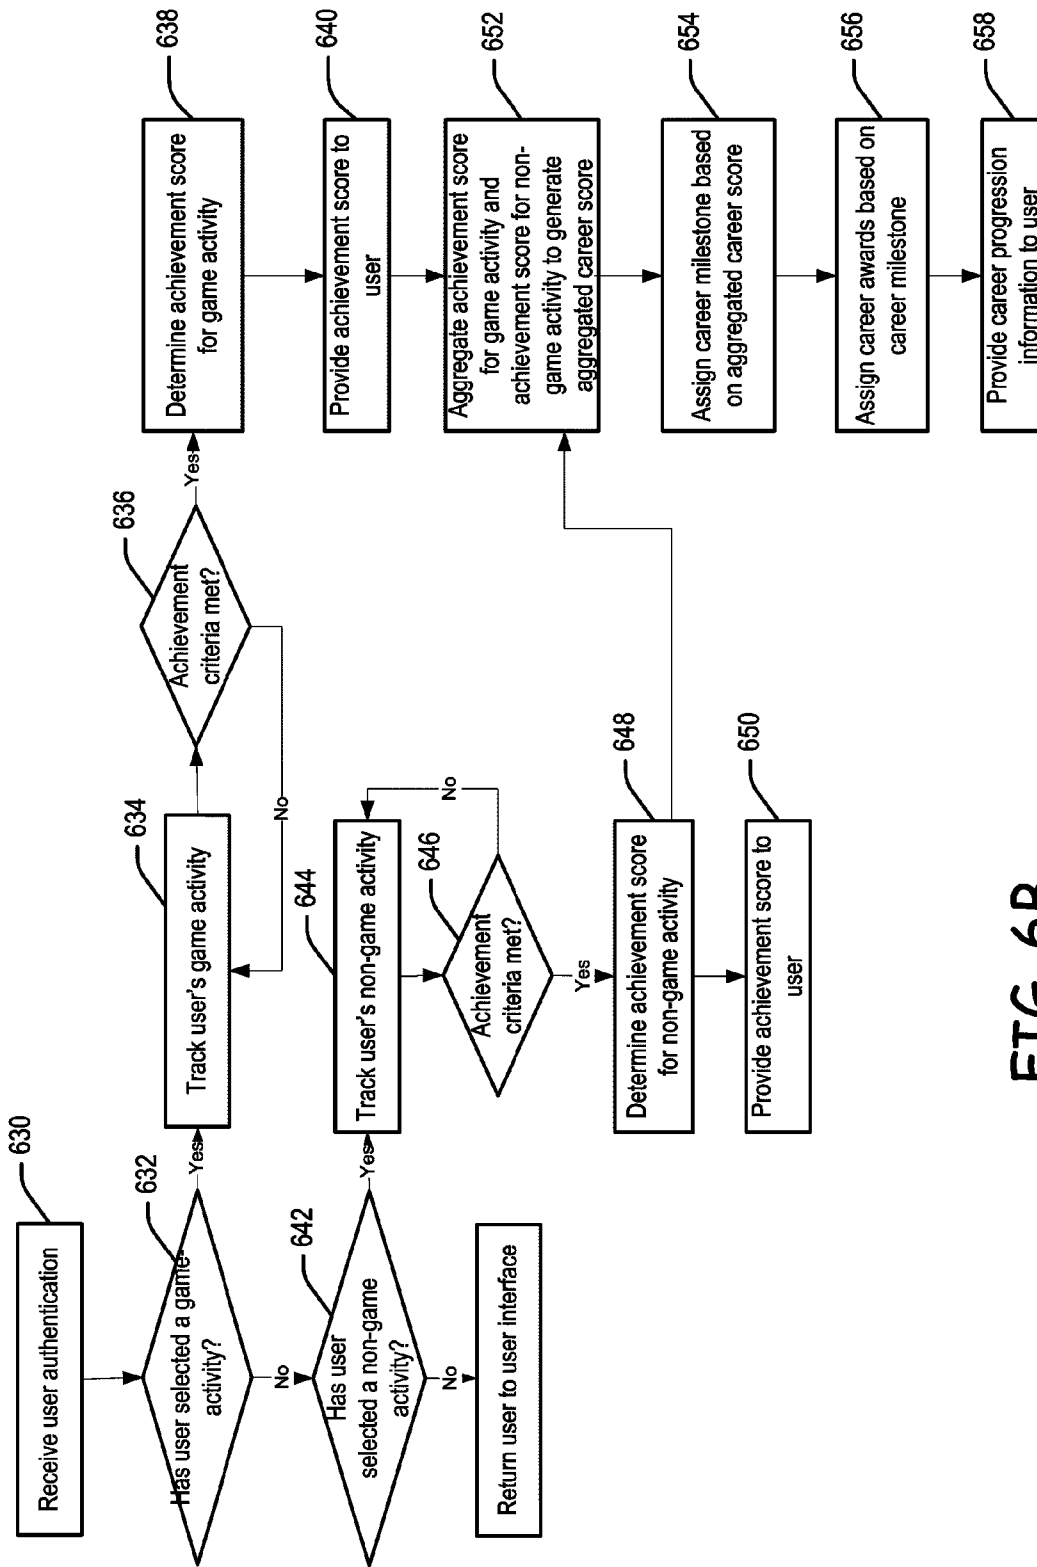 630
Receive user authentication
632
Has user selected a game-
activity?
Yes
No
634
Track user's game activity
636
Achievement
criteria met?
Yes
No
638
Determine achievement score
for game activity
640
Provide achievement score to
user
642
Has user
selected a non-game
activity?
Yes
No
Return user to user interface
644
Track user's non-game activity
646
Achievement
criteria met?
No
Yes
648
Determine achievement score
for non-game activity
650
Provide achievement score to
user
652
Aggregate achievement score
for game activity and
achievement score for non-
game activity to generate
aggregated career score
654
Assign career milestone based
on aggregated career score
656
Assign career awards based on
career milestone
658
Provide career progression
information to user
FIG. 6B